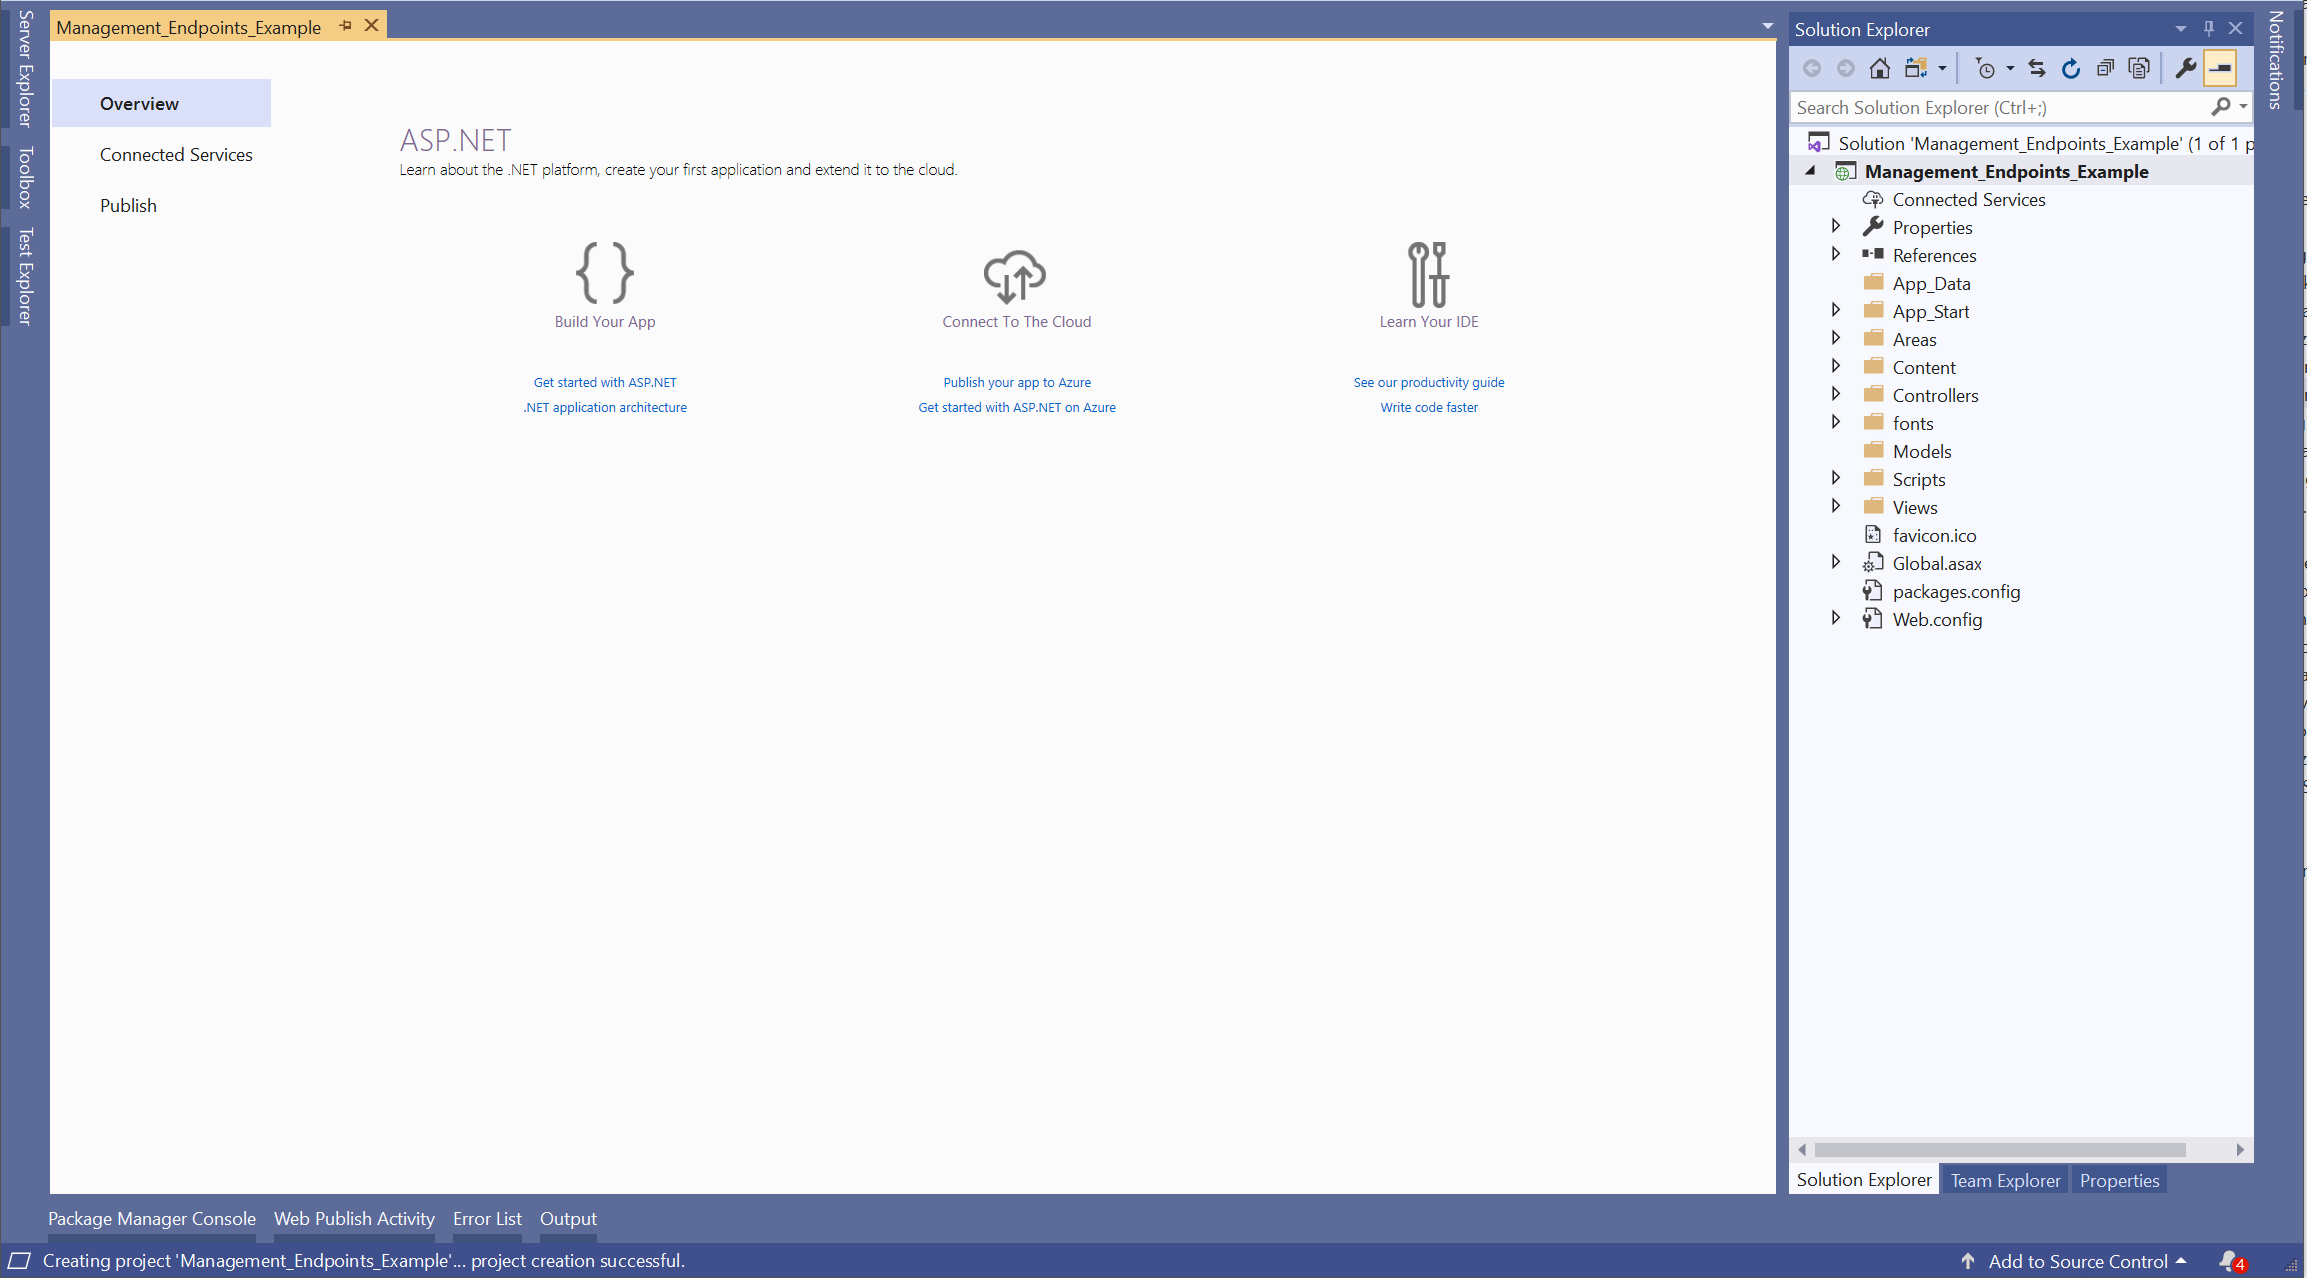 Server Explorer
Toolbox
Test Explorer
Management_Endpoints_Example
Overview
Connected Services
Publish
ASP.NET
Learn about the .NET platform, create your first application and extend it to the cloud.
Build Your App
Get started with ASP.NET
.NET application architecture
Connect To The Cloud
Publish your app to Azure
Get started with ASP.NET on Azure
Learn Your IDE
See our productivity guide
Write code faster
Solution Explorer
Search Solution Explorer (Ctrl+;)
Solution 'Management_Endpoints_Example' (1 of 1 p
Management_Endpoints_Example
Connected Services
Properties
References
App_Data
App_Start
Areas
Content
Controllers
fonts
Models
Scripts
Views
favicon.ico
Global.asax
packages.config
Web.config
Solution Explorer
Team Explorer
Properties
Notifications
Package Manager Console
Web Publish Activity
Error List
Output
Creating project 'Management_Endpoints_Example'... project creation successful.
Add to Source Control
4